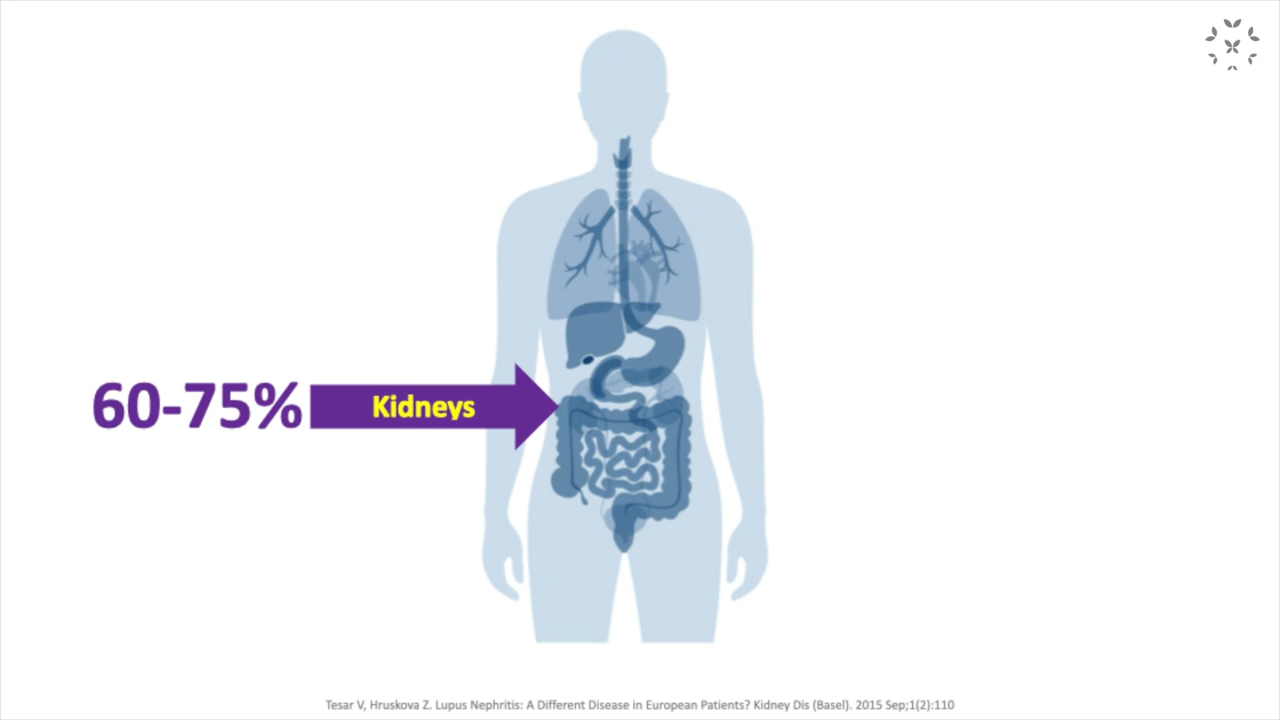 60-75%
Kidneys
Tesar V, Hruskova Z. Lupus Nephritis: A Different Disease in European Patients? Kidney Dis (Basel). 2015 Sep;1(2):110